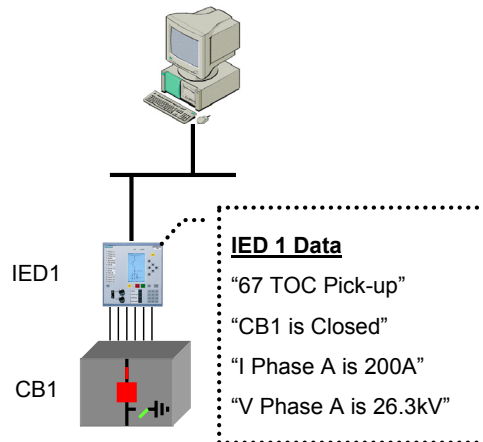 IED1
CB1
IED 1 Data
“67 TOC Pick-up”
“CB1 is Closed”
“I Phase A is 200A”
“V Phase A is 26.3kV”